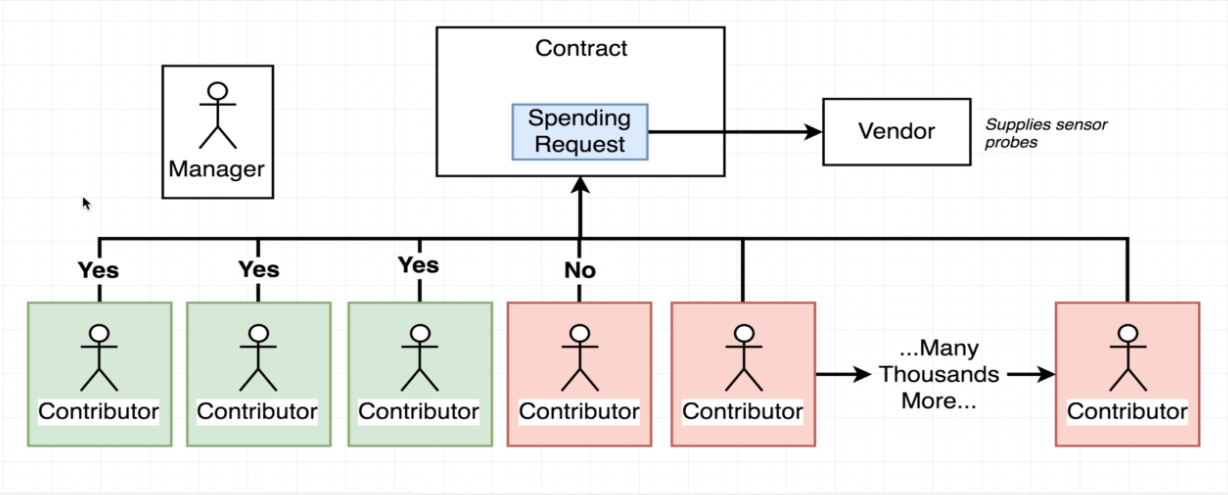 Contract
Spending
Request
Manager
Vendor
Supplies sensor
probes
Yes
Yes
Yes
No
...Many
Thousands
More...
Contributor
Contributor
Contributor
Contributor
Contributor
Contributor